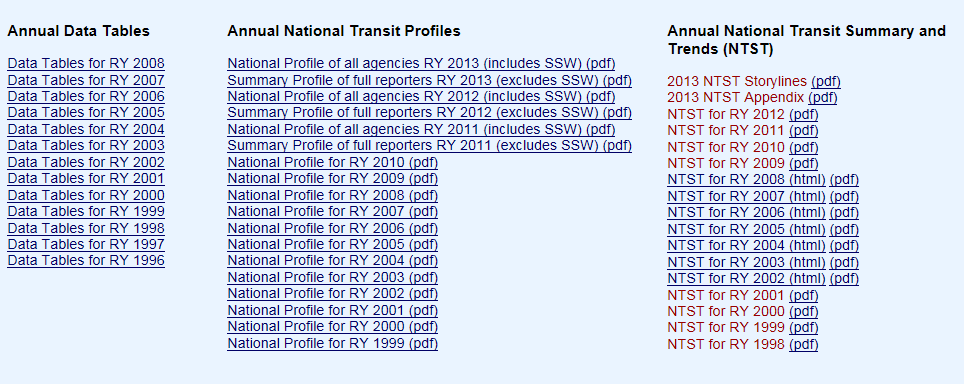 Annual Data Tables
Data Tables for RY 2008
Data Tables for RY 2007
Data Tables for RY 2006
Data Tables for RY 2005
Data Tables for RY 2004
Data Tables for RY 2003
Data Tables for RY 2002
Data Tables for RY 2001
Data Tables for RY 2000
Data Tables for RY 1999
Data Tables for RY 1998
Data Tables for RY 1997
Data Tables for RY 1996
Annual National Transit Profiles
National Profile of all agencies RY 2013 (includes SSW) (pdf)
Summary Profile of full reporters RY 2013 (excludes SSW) (pdf)
National Profile of all agencies RY 2012 (includes SSW) (pdf)
Summary Profile of full reporters RY 2012 (excludes SSW) (pdf)
National Profile of all agencies RY 2011 (includes SSW) (pdf)
Summary Profile of full reporters RY 2011 (excludes SSW) (pdf)
National Profile for RY 2010 (pdf)
National Profile for RY 2009 (pdf)
National Profile for RY 2008 (pdf)
National Profile for RY 2007 (pdf)
National Profile for RY 2006 (pdf)
National Profile for RY 2005 (pdf)
National Profile for RY 2004 (pdf)
National Profile for RY 2003 (pdf)
National Profile for RY 2002 (pdf)
National Profile for RY 2001 (pdf)
National Profile for RY 2000 (pdf)
National Profile for RY 1999 (pdf)
Annual National Transit Summary and
Trends (NTST)
2013 NTST Storylines (pdf)
2013 NTST Appendix (pdf)
NTST for RY 2012 (pdf)
NTST for RY 2011 (pdf)
NTST for RY 2010 (pdf)
NTST for RY 2009 (pdf)
NTST for RY 2008 (html) (pdf)
NTST for RY 2007 (html) (pdf)
NTST for RY 2006 (html) (pdf)
NTST for RY 2005 (html) (pdf)
NTST for RY 2004 (html) (pdf)
NTST for RY 2003 (html) (pdf)
NTST for RY 2002 (html) (pdf)
NTST for RY 2001 (pdf)
NTST for RY 2000 (pdf)
NTST for RY 1999 (pdf)
NTST for RY 1998 (pdf)